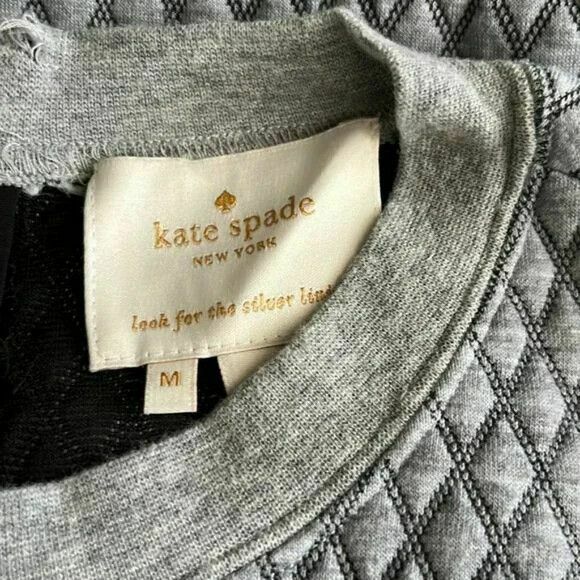 kate spade
NEW YORK
look for the silver
M